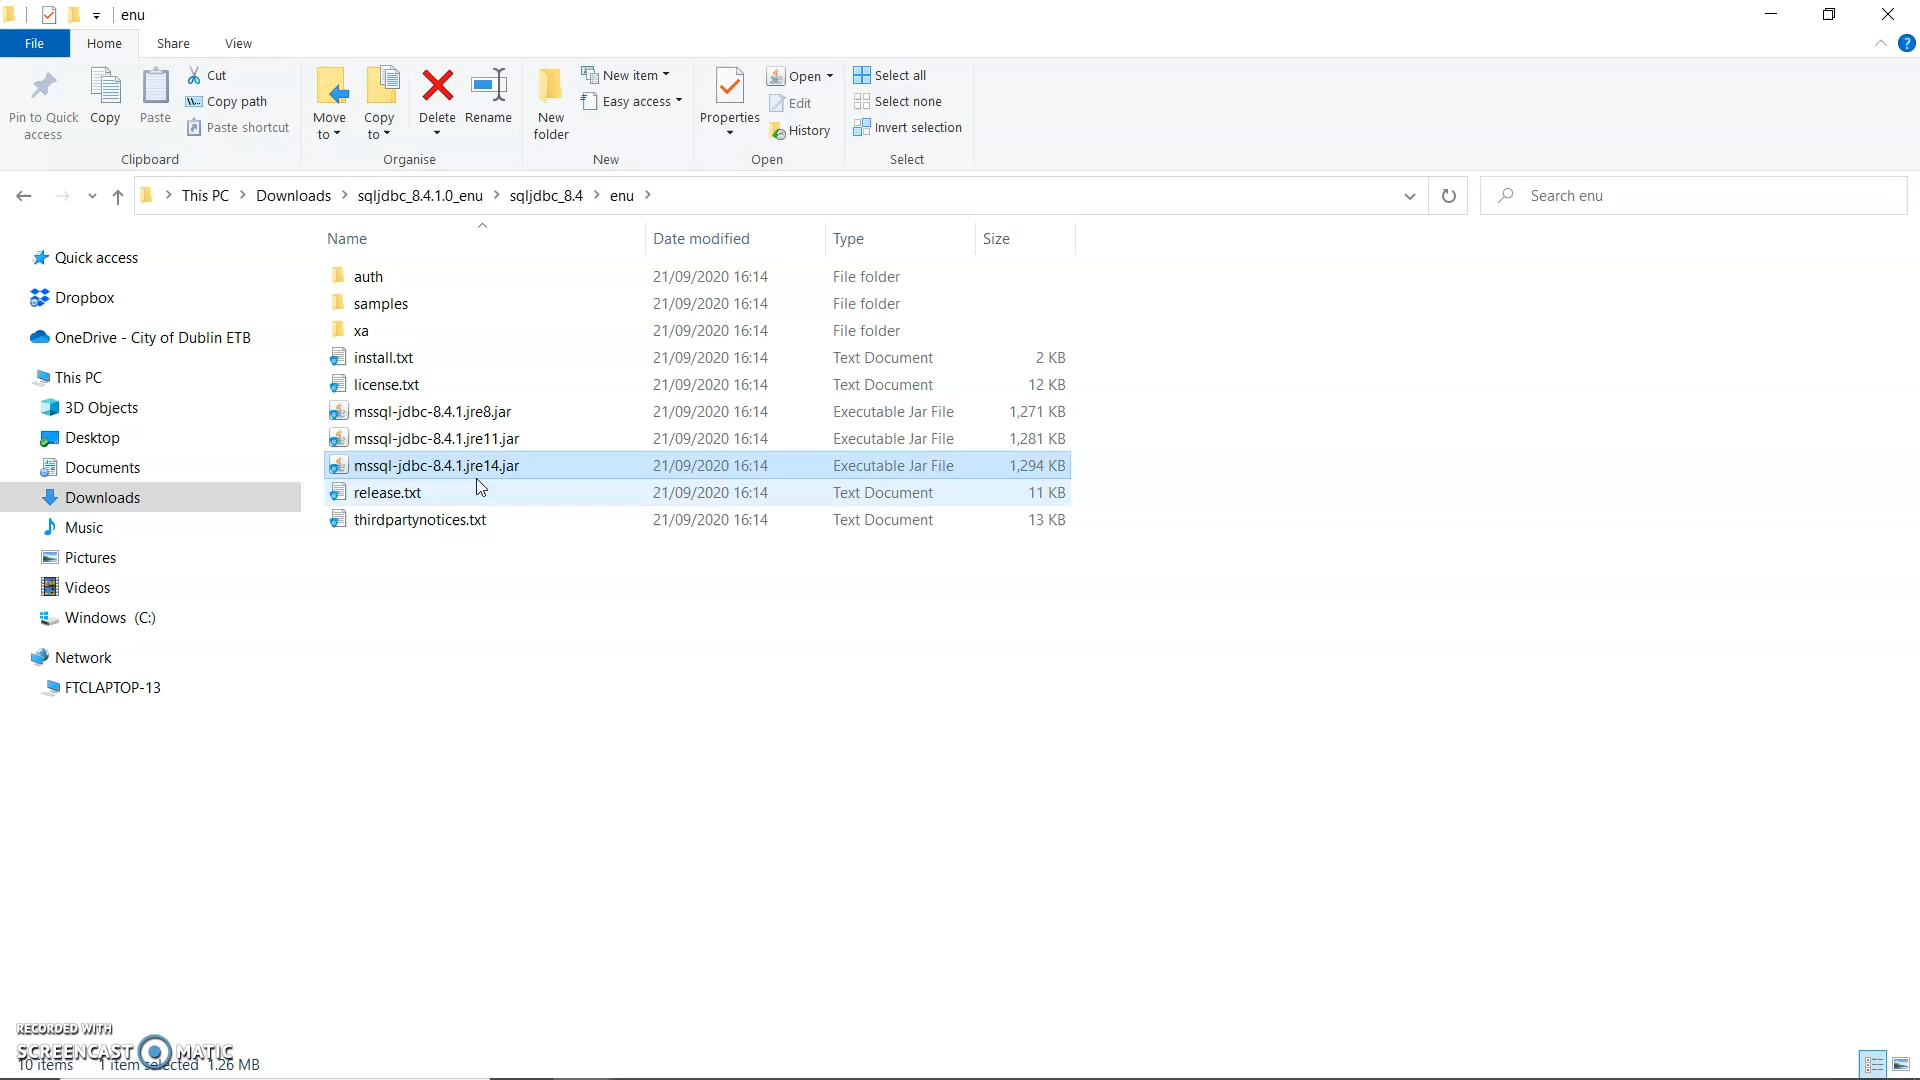 enu
File Home Share View
Pin to Quick access
Copy
Paste
Cut
Copy path
Paste shortcut
Clipboard
Move to
Copy to
Delete
Rename
Organise
New folder
New item
Easy access
New
Properties
Open
Edit
History
Open
Select all
Select none
Invert selection
Select
This PC > Downloads > sqljdbc_8.4.1.0_enu > sqljdbc_8.4 > enu >
Search enu
Quick access
Dropbox
OneDrive - City of Dublin ETB
This PC
3D Objects
Desktop
Documents
Downloads
Music
Pictures
Videos
Windows (C:)
Network
FTCLAPTOP-13
Name Date modified Type Size
auth 21/09/2020 16:14 File folder
samples 21/09/2020 16:14 File folder
xa 21/09/2020 16:14 File folder
install.txt 21/09/2020 16:14 Text Document 2 KB
license.txt 21/09/2020 16:14 Text Document 12 KB
mssql-jdbc-8.4.1.jre8.jar 21/09/2020 16:14 Executable Jar File 1,271 KB
mssql-jdbc-8.4.1.jre11.jar 21/09/2020 16:14 Executable Jar File 1,281 KB
mssql-jdbc-8.4.1.jre14.jar 21/09/2020 16:14 Executable Jar File 1,294 KB
release.txt 21/09/2020 16:14 Text Document 11 KB
thirdpartynotices.txt 21/09/2020 16:14 Text Document 13 KB
RECORDED WITH
SCREENCAST MATIC
10 items 1 item selected 1.26 MB